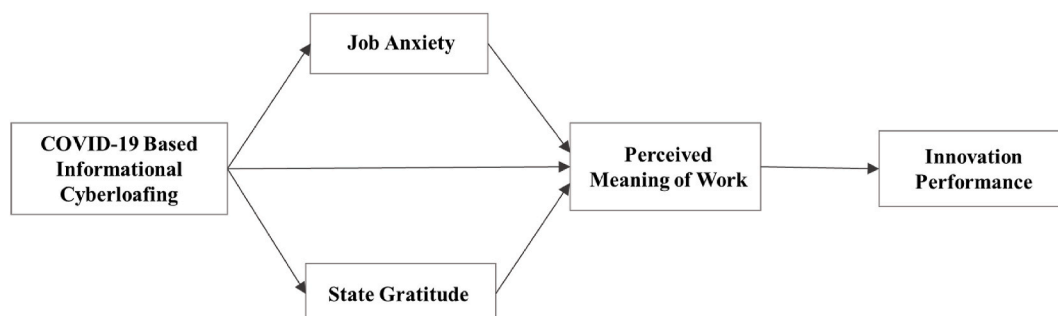 Job Anxiety
COVID-19 Based
Informational
Cyberloafing
Perceived
Meaning of Work
Innovation
Performance
State Gratitude